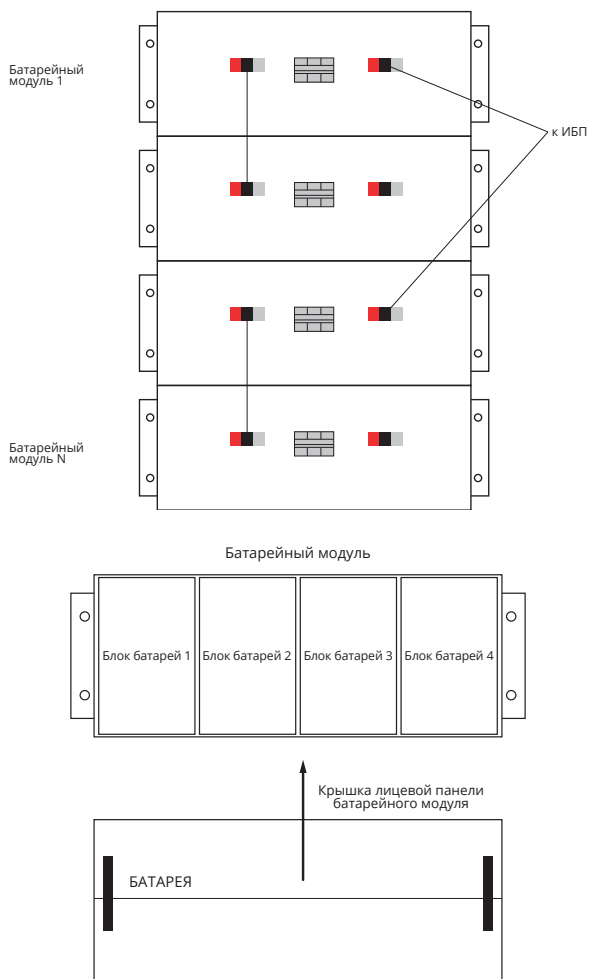 Батарейный
модуль 1
к ИБП
Батарейный
модуль N
Батарейный модуль
Блок батарей 1
Блок батарей 2
Блок батарей 3
Блок батарей 4
Крышка лицевой панели
батарейного модуля
БАТАРЕЯ